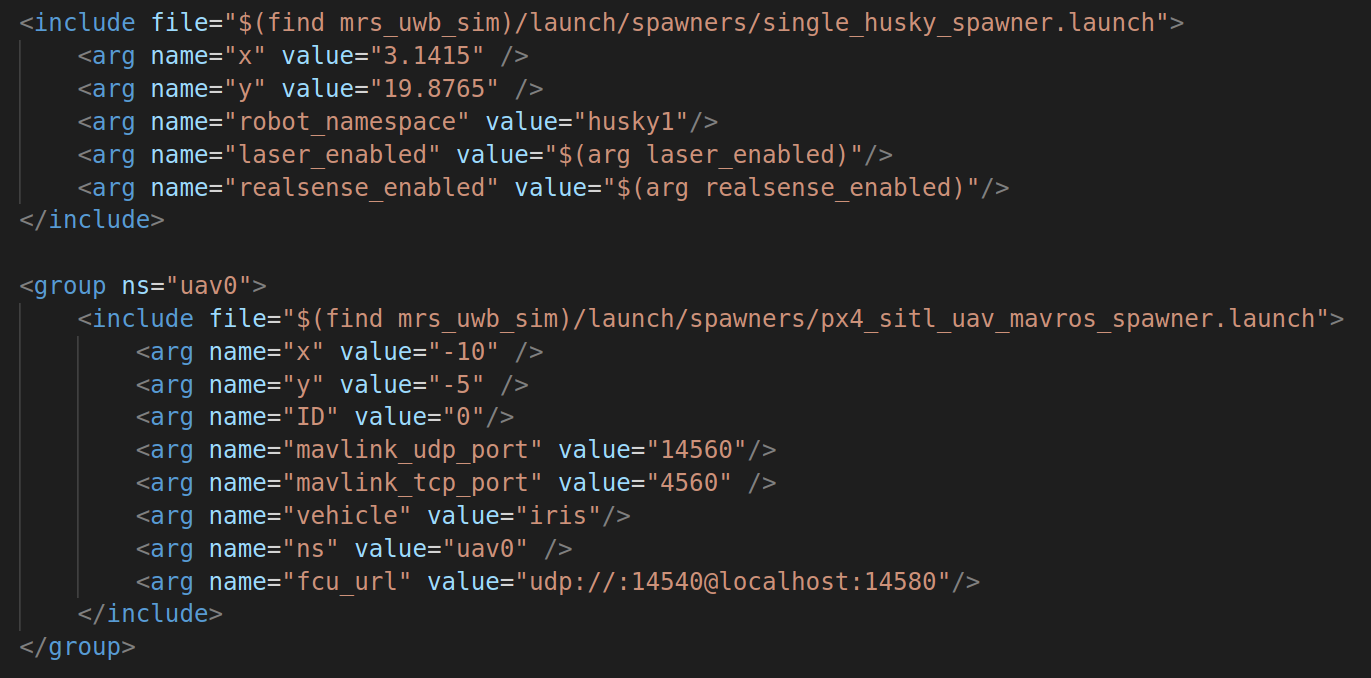 <include file="$(find mrs_uwb_sim)/launch/spawners/single_husky_spawner.launch">
    <arg name="x" value="3.1415" />
    <arg name="y" value="19.8765" />
    <arg name="robot_namespace" value="husky1"/>
    <arg name="laser_enabled" value="$(arg laser_enabled)"/>
    <arg name="realsense_enabled" value="$(arg realsense_enabled)"/>
</include>

<group ns="uav0">
    <include file="$(find mrs_uwb_sim)/launch/spawners/px4_sitl_uav_mavros_spawner.launch">
        <arg name="x" value="-10" />
        <arg name="y" value="-5" />
        <arg name="ID" value="0"/>
        <arg name="mavlink_udp_port" value="14560"/>
        <arg name="mavlink_tcp_port" value="4560" />
        <arg name="vehicle" value="iris"/>
        <arg name="ns" value="uav0" />
        <arg name="fcu_url" value="udp://:14540@localhost:14580"/>
    </include>
</group>